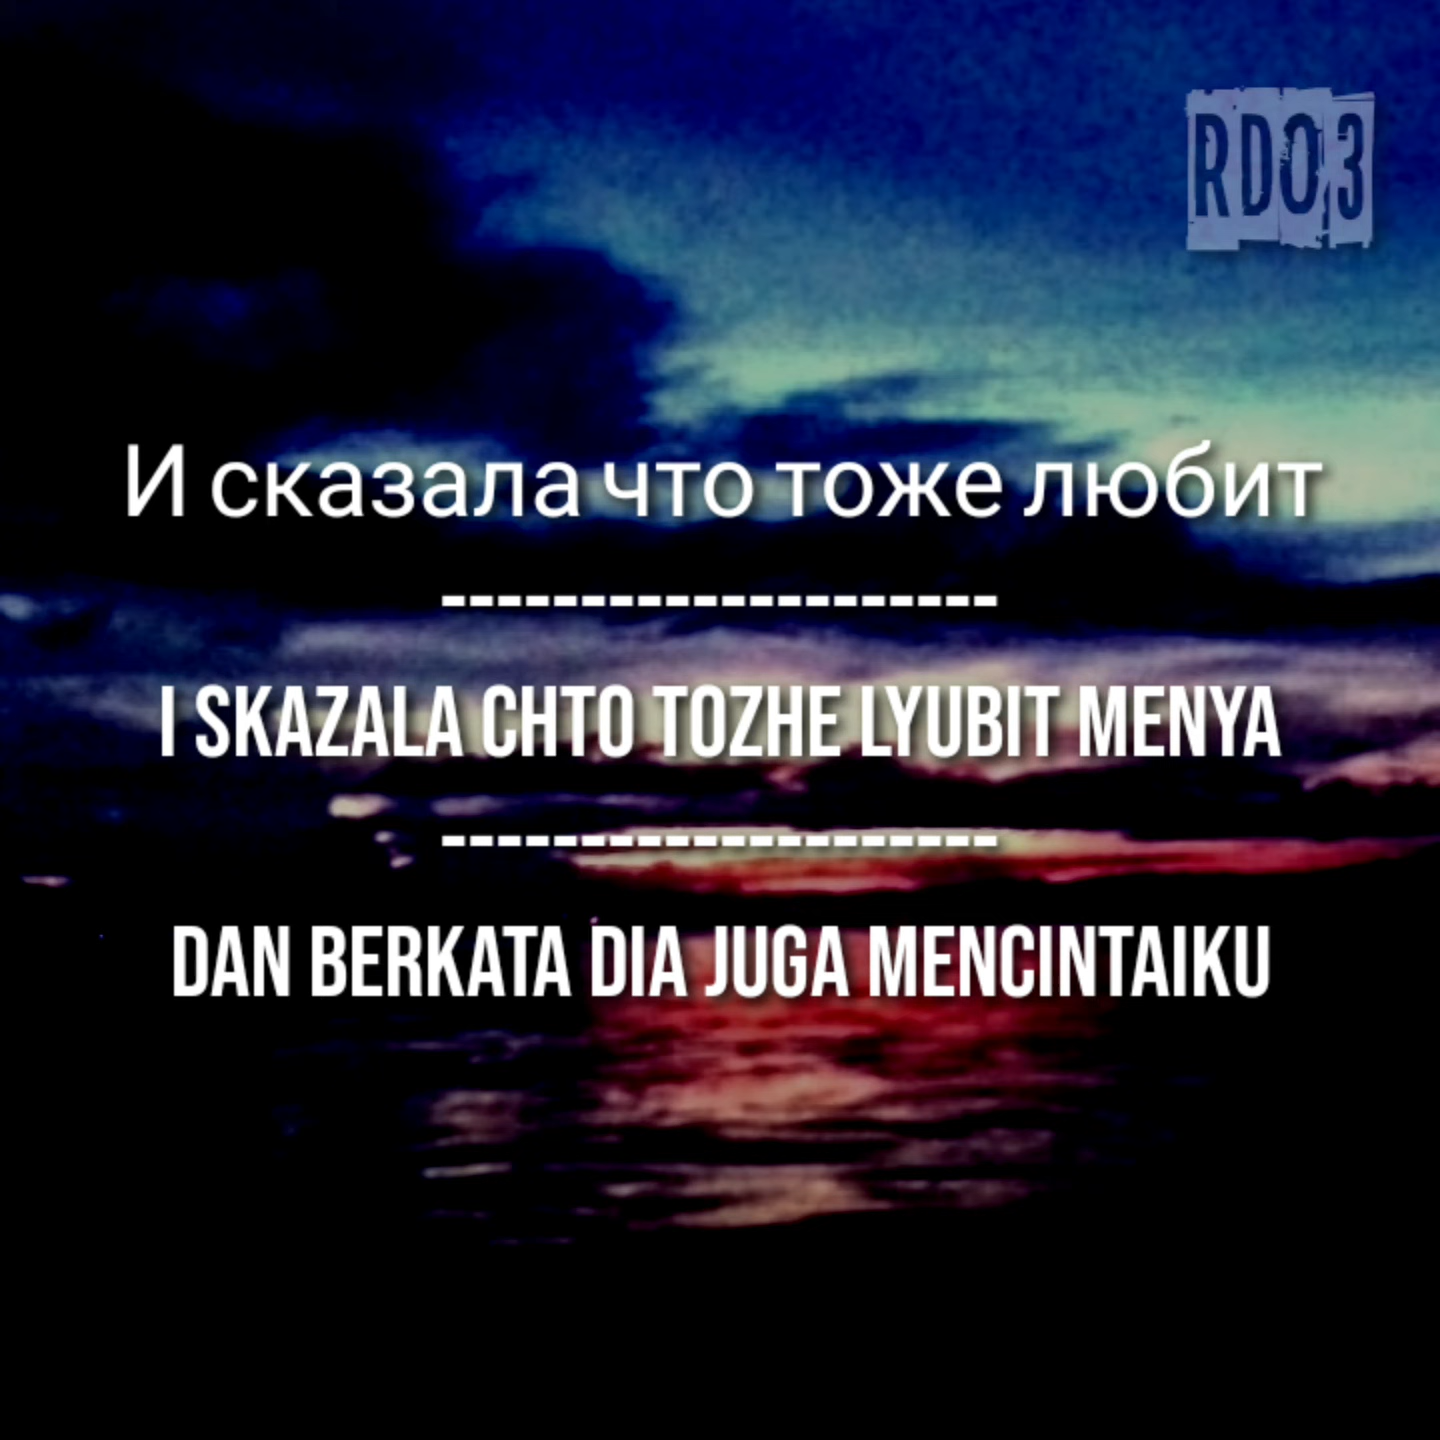 RDO3
И сказала что тоже любит
--------------------
I SKAZALA CHTO TOZHE LYUBIT MENYA
--------------------
DAN BERKATA DIA JUGA MENCINTAIKU